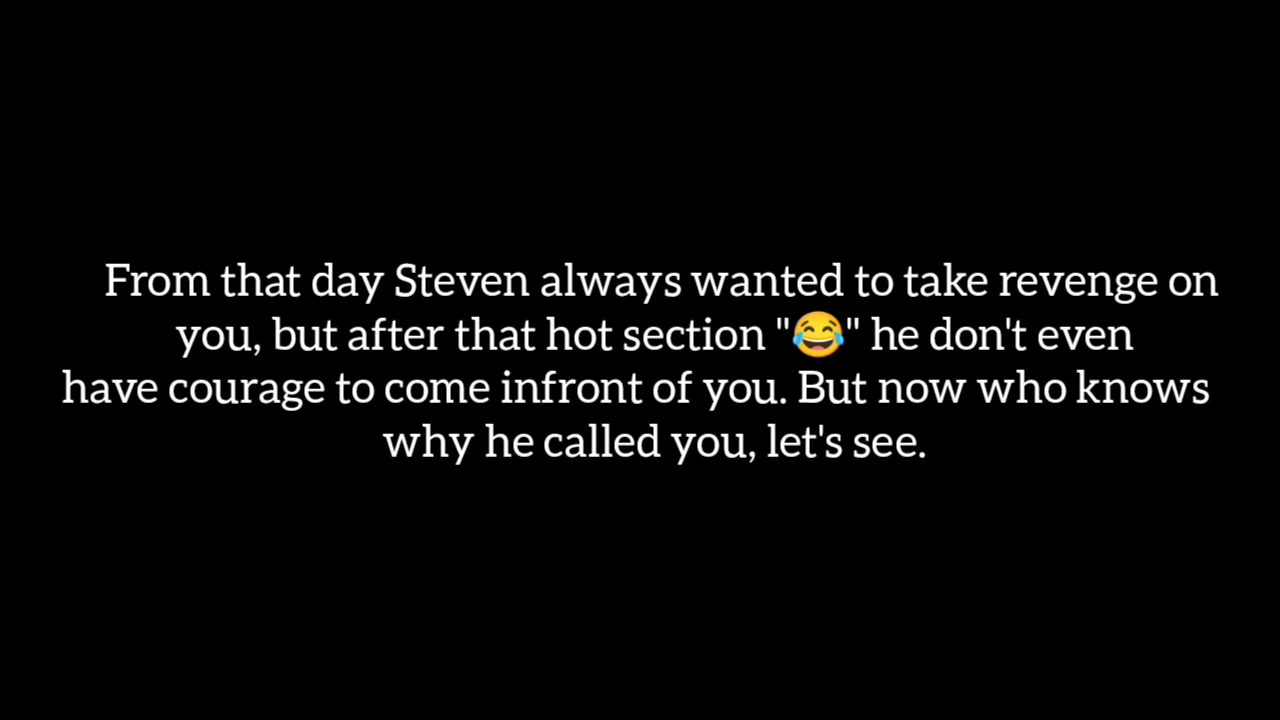 From that day Steven always wanted to take revenge on
you, but after that hot section "😂" he don't even
have courage to come infront of you. But now who knows
why he called you, let's see.